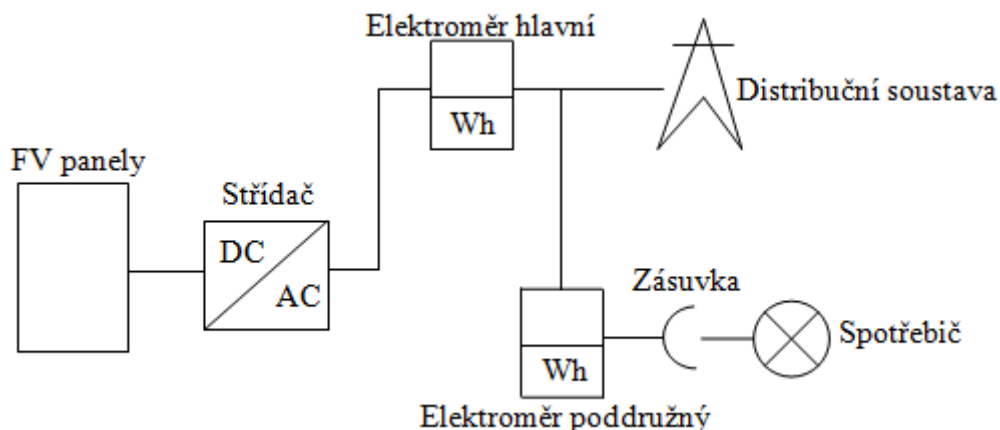 Elektroměr hlavní
Wh
Distribuční soustava
FV panely
Střídač
DC
AC
Zásuvka
Spotřebič
Wh
Elektroměr poddružný